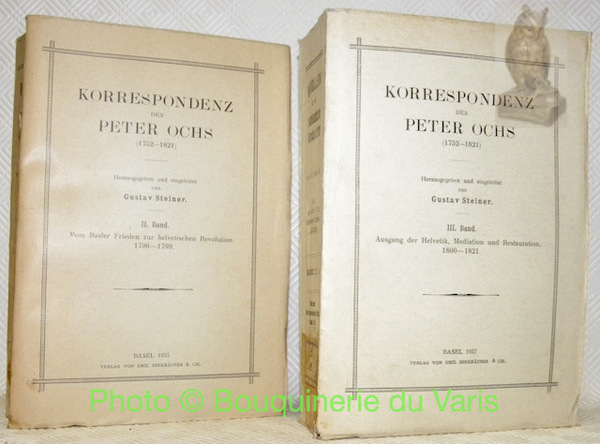 KORRESPONDENZ
DES
PETER OCHS
(1752—1821)
Herausgegeben und eingeleitet
von
Gustav Steiner.
II. Band.
Vom Basler Frieden zur helvetischen Revolution.
1796—1799.
BASEL 1935
VERLAG VON EMIL BIRKHÄUSER & CIE.
KORRESPONDENZ
DES
PETER OCHS
(1752—1821)
Herausgegeben und eingeleitet
von
Gustav Steiner.
III. Band.
Ausgang der Helvetik, Mediation und Restauration.
1800—1821.
BASEL 1937
VERLAG VON EMIL BIRKHÄUSER & CIE.
Photo © Bouquinerie du Varis